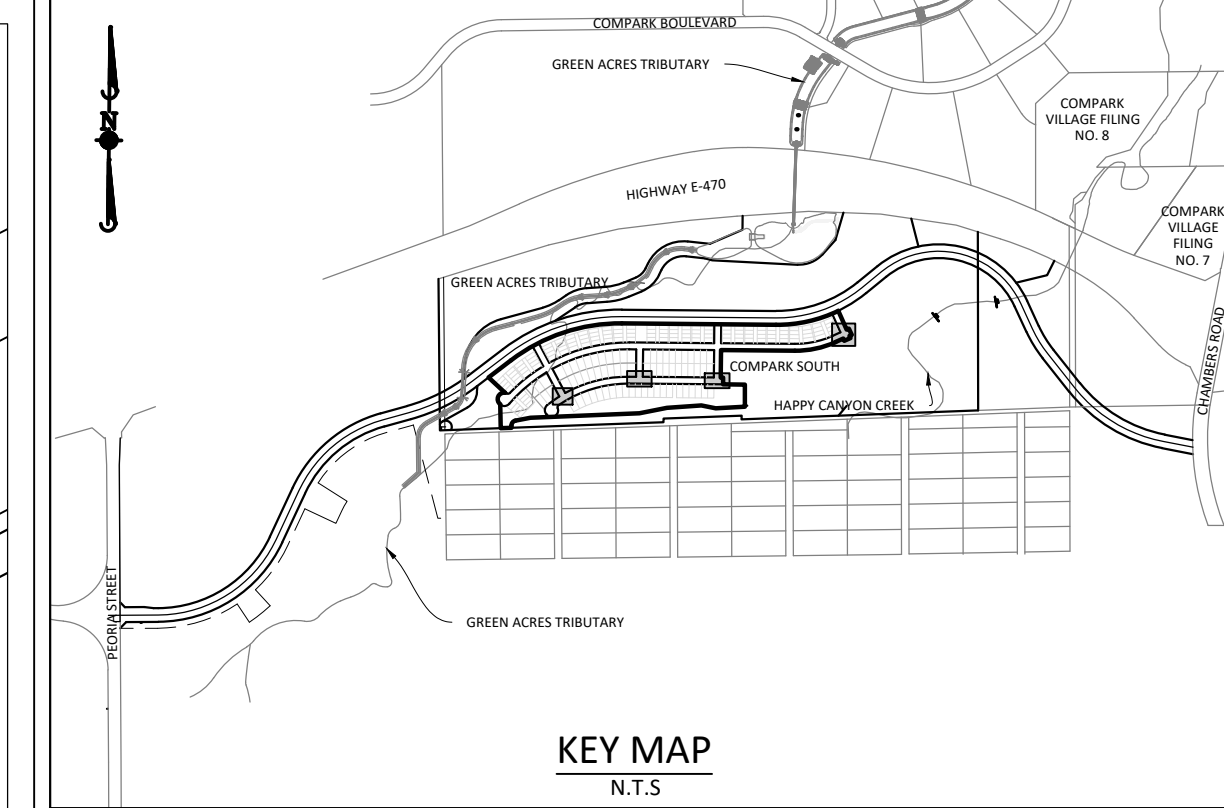 COMPARK BOULEVARD
GREEN ACRES TRIBUTARY
N
COMPARK
VILLAGE FILING
NO. 8
HIGHWAY E-470
COMPARK
VILLAGE
FILING
NO. 7
GREEN ACRES TRIBUTARY
CHAMBERS ROAD
COMPARK SOUTH
HAPPY CANYON CREEK
PEORIA STREET
GREEN ACRES TRIBUTARY
KEY MAP
N.T.S